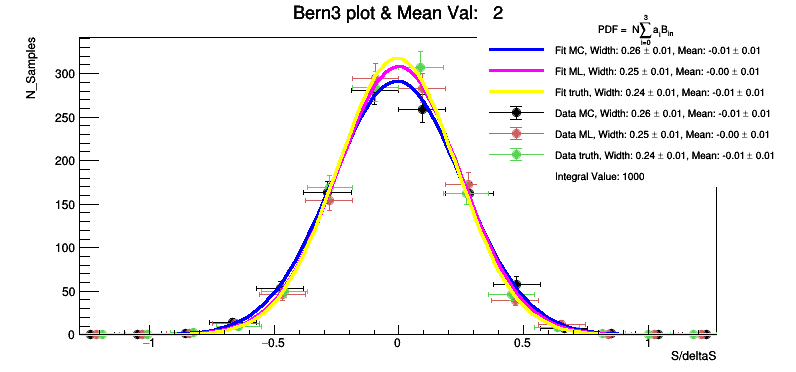 Bern3 plot & Mean Val: 2
PDF = N∑aᵢBᵢₙ
3
i=0
Fit MC, Width: 0.26 ± 0.01, Mean: -0.01 ± 0.01
Fit ML, Width: 0.25 ± 0.01, Mean: -0.00 ± 0.01
Fit truth, Width: 0.24 ± 0.01, Mean: -0.01 ± 0.01
Data MC, Width: 0.26 ± 0.01, Mean: -0.01 ± 0.01
Data ML, Width: 0.25 ± 0.01, Mean: -0.00 ± 0.01
Data truth, Width: 0.24 ± 0.01, Mean: -0.01 ± 0.01
Integral Value: 1000
N_Samples
300
250
200
150
100
50
0
−1
−0.5
0
0.5
1
S/deltaS